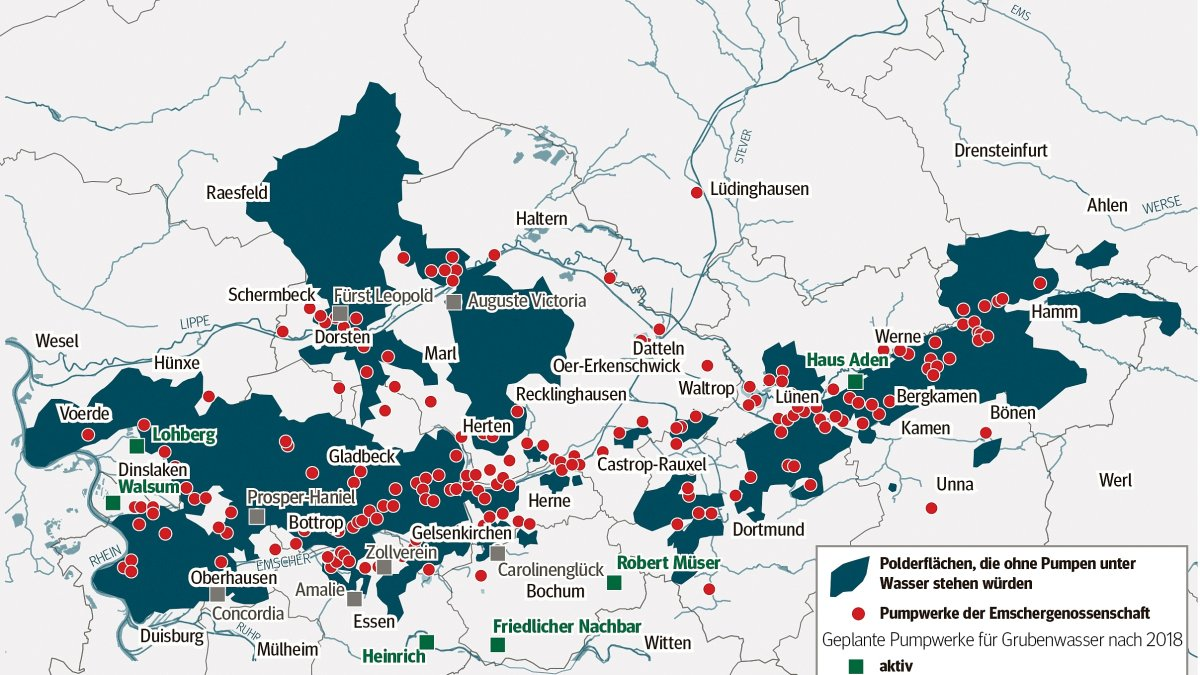 EMS
STEVER
Drensteinfurt
Raesfeld
Lüdinghausen
Ahlen
WERSE
Haltern
Schermbeck
Fürst Leopold
Auguste Victoria
Hamm
LIPPE
Wesel
Dorsten
Werne
Datteln
Marl
Haus Aden
Hünxe
Oer-Erkenschwick
Waltrop
Recklinghausen
Lünen
Bergkamen
Voerde
Bönen
Herten
Kamen
Lohberg
Gladbeck
Castrop-Rauxel
Dinslaken
Walsum
Unna
Werl
Prosper-Haniel
Herne
Bottrop
Gelsenkirchen
Dortmund
RHEIN
Zollverein
EMSCHER
Carolinenglück
Robert Müser
Oberhausen
Amalie
Bochum
Concordia
Essen
Friedlicher Nachbar
Duisburg
RUHR
Mülheim
Witten
Heinrich
Polderflächen, die ohne Pumpen unter
Wasser stehen würden
Pumpwerke der Emschergenossenschaft
Geplante Pumpwerke für Grubenwasser nach 2018
aktiv